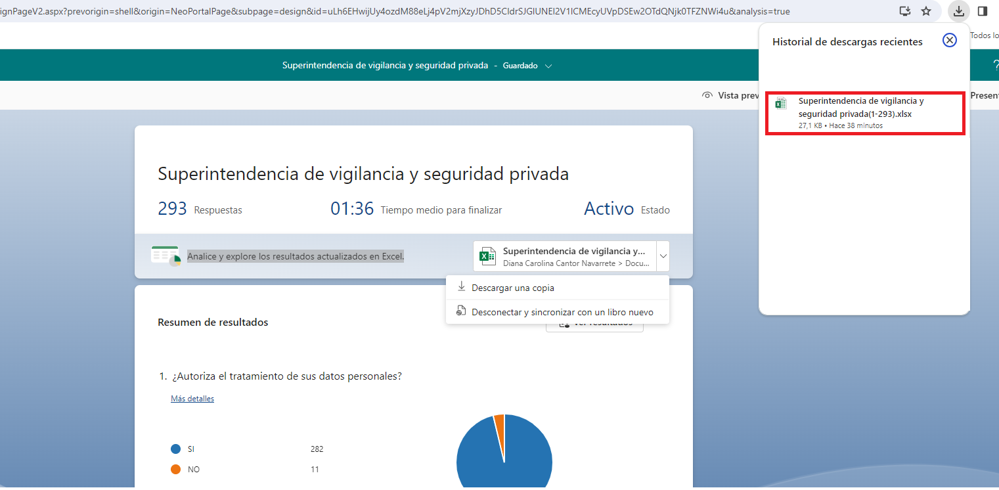 ignPageV2.aspx?prevorigin=shell&origin=NeoPortalPage&subpage=design&id=uLh6EHwijUy4ozdM88eLj4pV2mjXzyJDhD5CIdrSJGlUNEI2V1lCMEcyUVpDSEw2OTdQNjk0TFZNWi4u&analysis=true
Todos lo
Historial de descargas recientes
Superintendencia de vigilancia y seguridad privada - Guardado
?
Vista prev
Present
Superintendencia de vigilancia y
seguridad privada(1-293).xlsx
27,1 KB • Hace 38 minutos
Superintendencia de vigilancia y seguridad privada
293 Respuestas
01:36 Tiempo medio para finalizar
Activo Estado
Analice y explore los resultados actualizados en Excel.
Superintendencia de vigilancia y...
Diana Carolina Cantor Navarrete > Docu...
Descargar una copia
Desconectar y sincronizar con un libro nuevo
Resumen de resultados
Ver resultados
1. ¿Autoriza el tratamiento de sus datos personales?
Más detalles
SI 282
NO 11